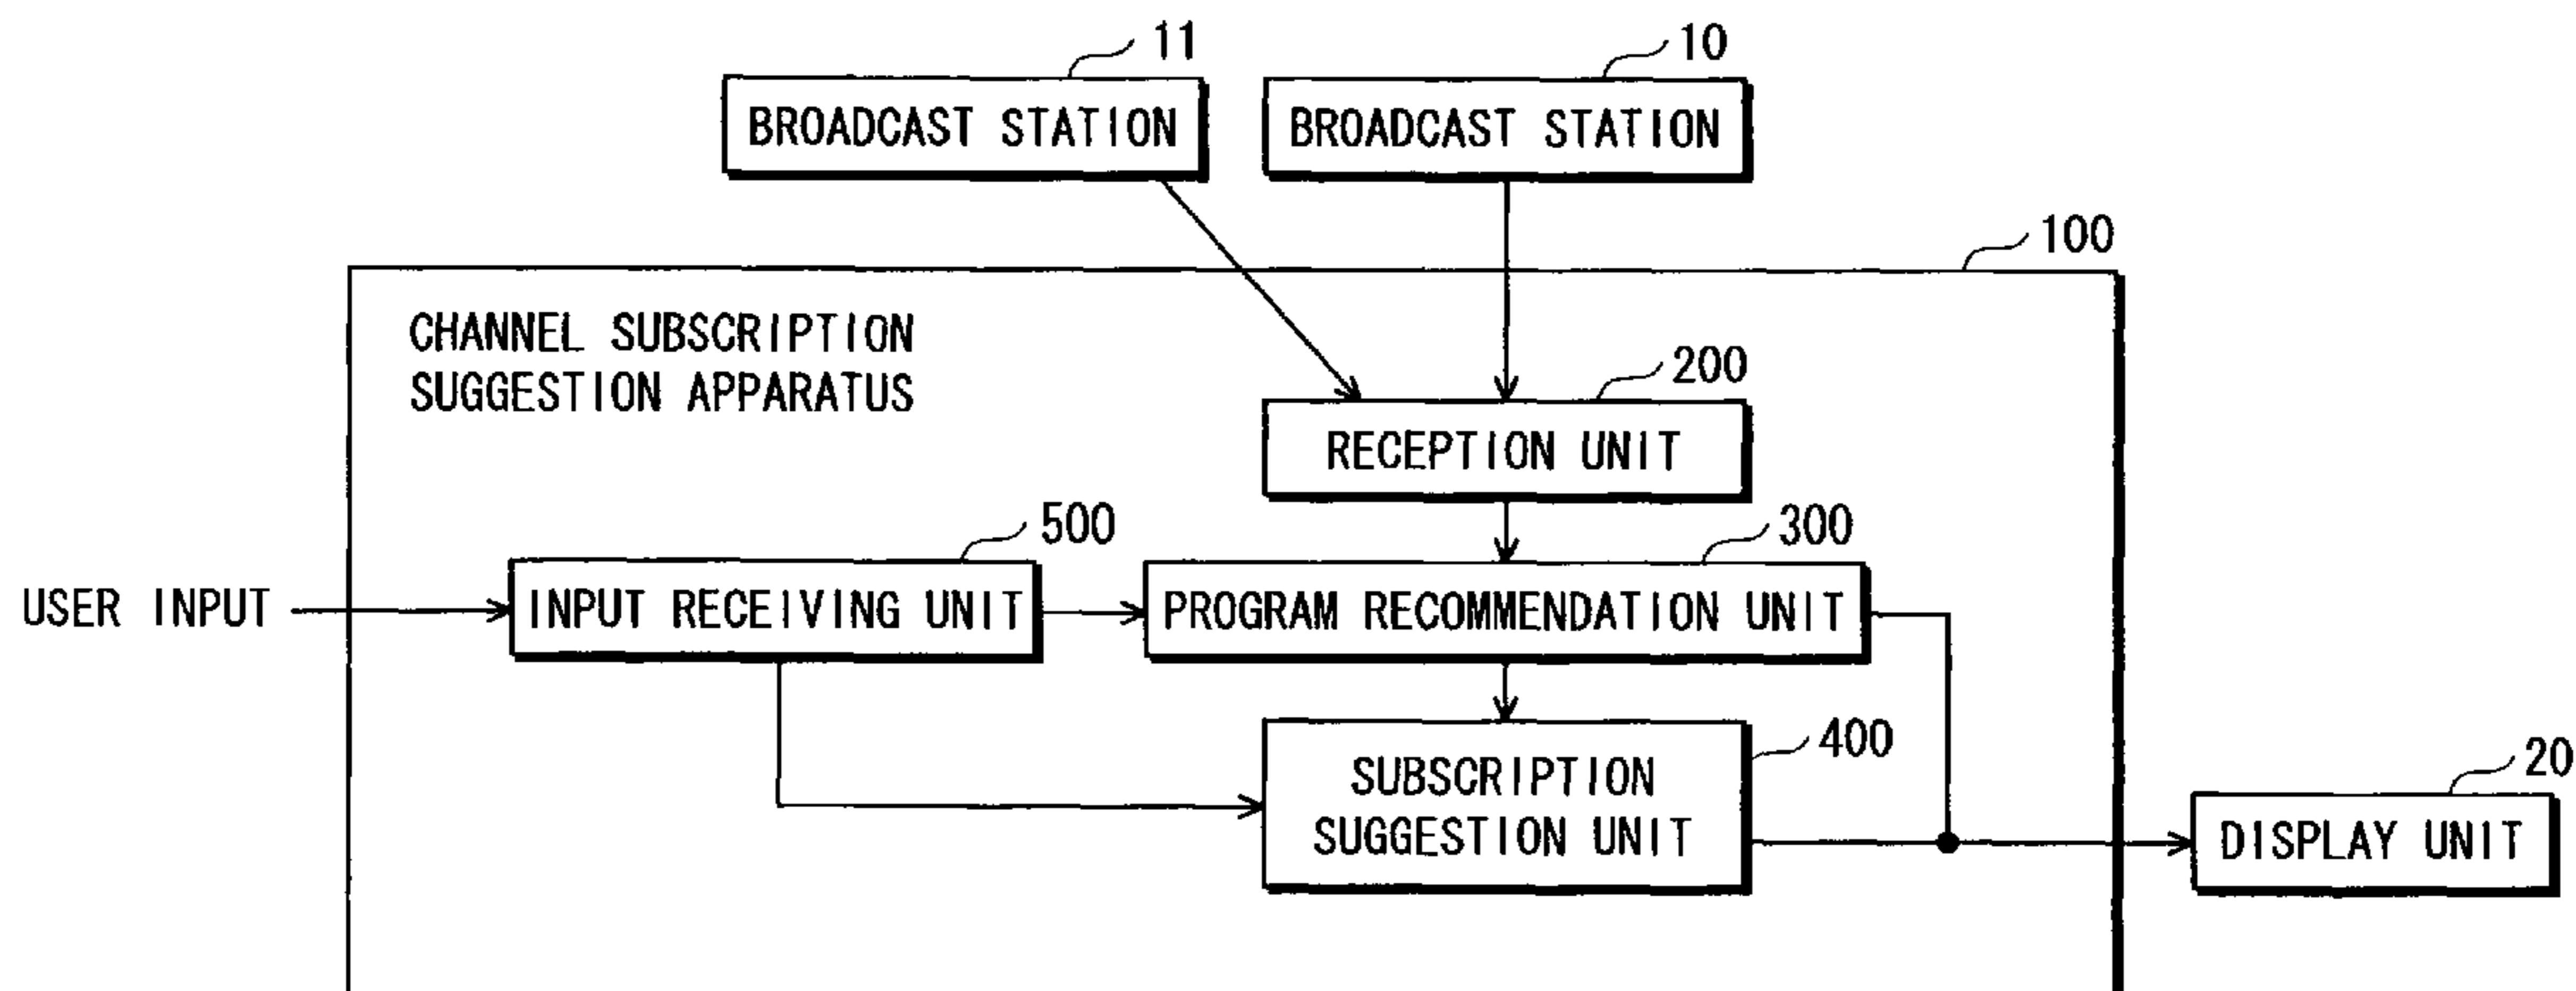 11
10
BROADCAST STATION
BROADCAST STATION
100
CHANNEL SUBSCRIPTION
SUGGESTION APPARATUS
200
RECEPTION UNIT
500
300
USER INPUT
INPUT RECEIVING UNIT
PROGRAM RECOMMENDATION UNIT
400
SUBSCRIPTION
SUGGESTION UNIT
20
DISPLAY UNIT